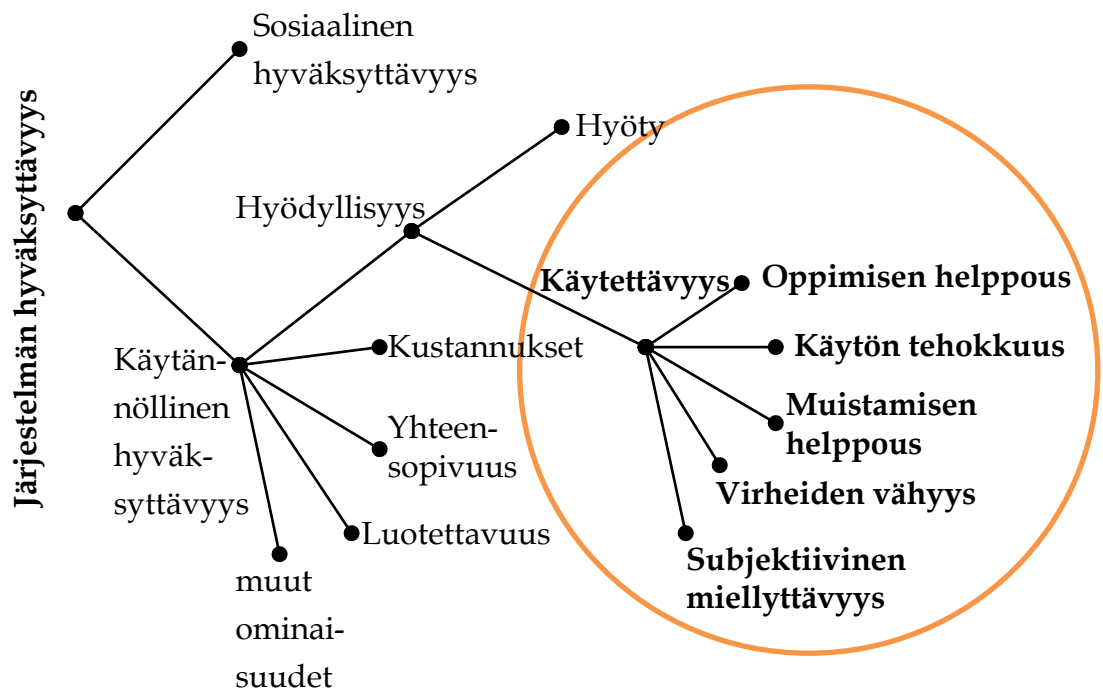 Järjestelmän hyväksyttävyys
Sosiaalinen
hyväksyttävyys
Hyöty
Hyödyllisyys
Käytettävyys
Oppimisen helppous
Käytön tehokkuus
Muistamisen
helppous
Virheiden vähyys
Subjektiivinen
miellyttävyys
Käytän-
nöllinen
hyväk-
syttävyys
Kustannukset
Yhteen-
sopivuus
Luotettavuus
muut
ominai-
suudet